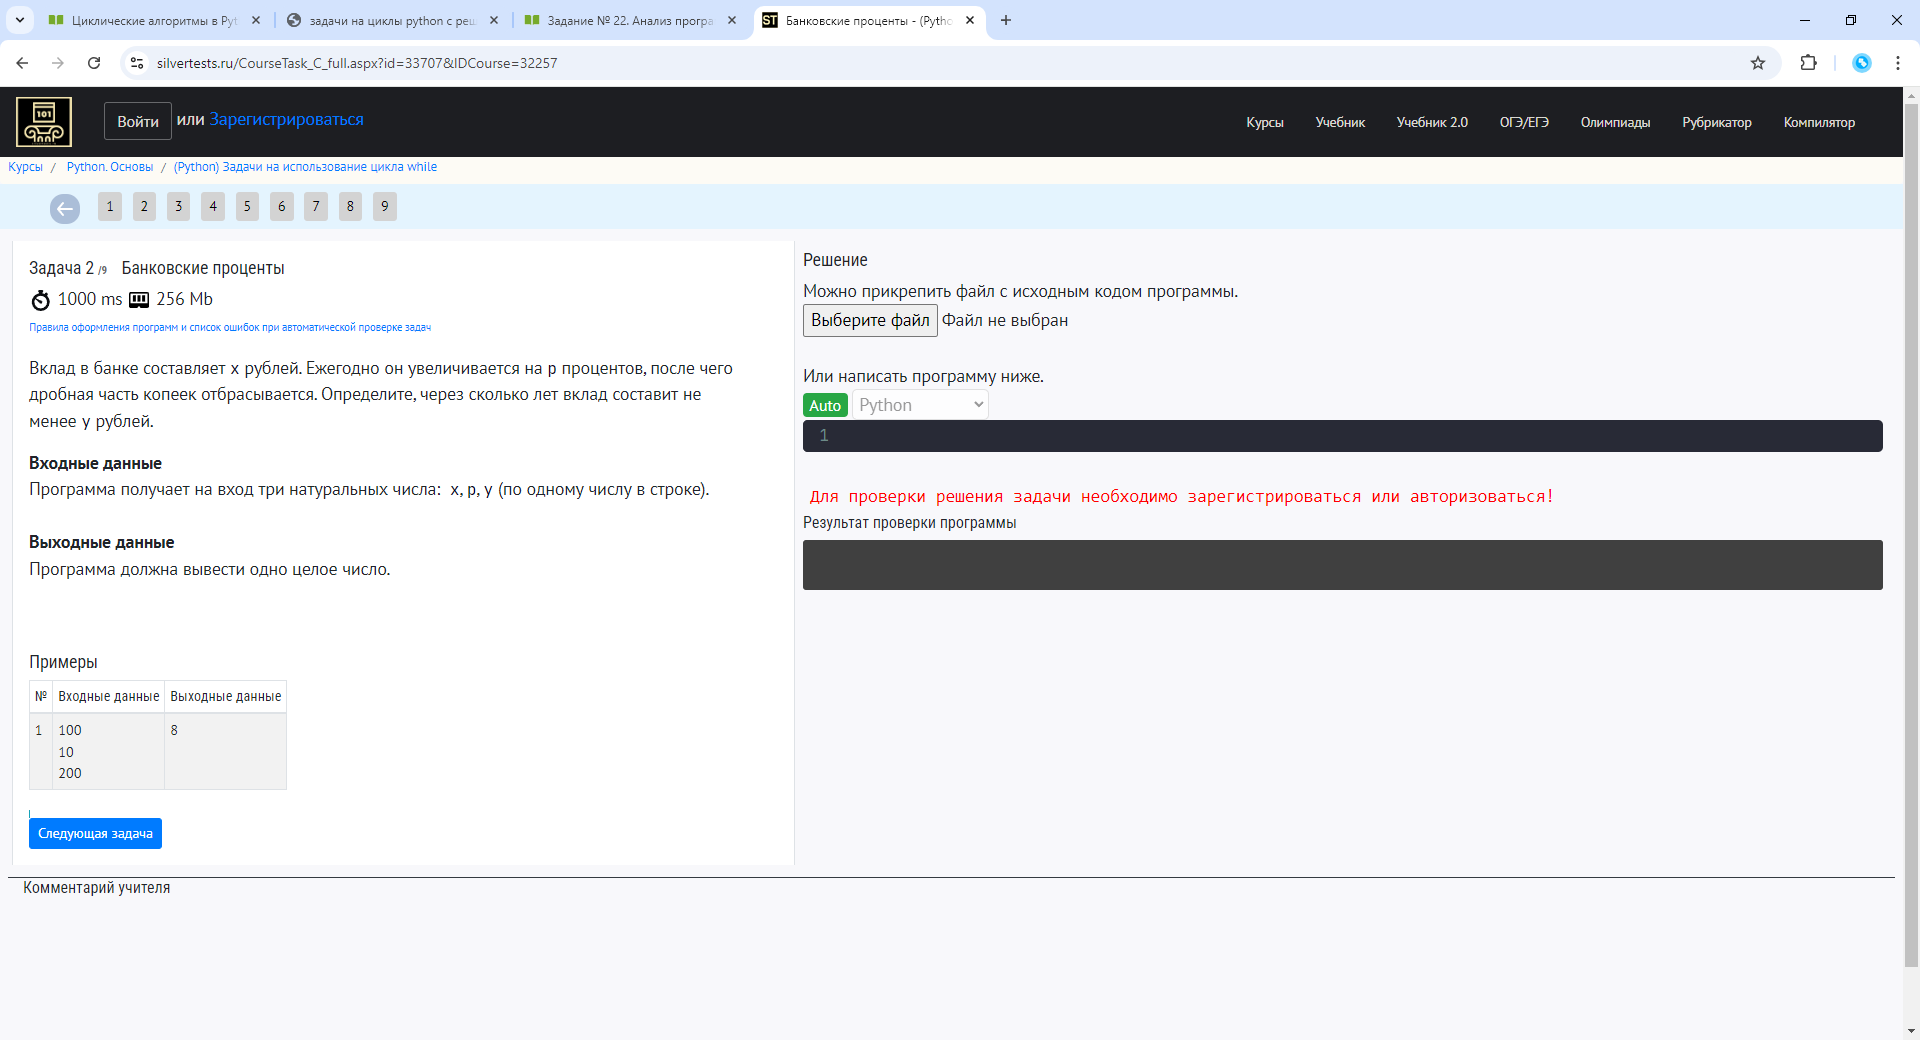 Циклические алгоритмы в Pyt
задачи на циклы python с реш
Задание № 22. Анализ програ
ST
Банковские проценты - (Pytho
silvertests.ru/CourseTask_C_full.aspx?id=33707&IDCourse=32257
101
Войти
или Зарегистрироваться
Курсы
Учебник
Учебник 2.0
ОГЭ/ЕГЭ
Олимпиады
Рубрикатор
Компилятор
Курсы / Python. Основы / (Python) Задачи на использование цикла while
1 2 3 4 5 6 7 8 9
Задача 2 /9 Банковские проценты
1000 ms 256 Mb
Правила оформления программ и список ошибок при автоматической проверке задач
Вклад в банке составляет x рублей. Ежегодно он увеличивается на p процентов, после чего
дробная часть копеек отбрасывается. Определите, через сколько лет вклад составит не
менее y рублей.
Входные данные
Программа получает на вход три натуральных числа: x, p, y (по одному числу в строке).
Выходные данные
Программа должна вывести одно целое число.
Примеры
№ Входные данные Выходные данные
1 100 8
10
200
Следующая задача
Решение
Можно прикрепить файл с исходным кодом программы.
Выберите файл Файл не выбран
Или написать программу ниже.
Auto Python
1
Для проверки решения задачи необходимо зарегистрироваться или авторизоваться!
Результат проверки программы
Комментарий учителя